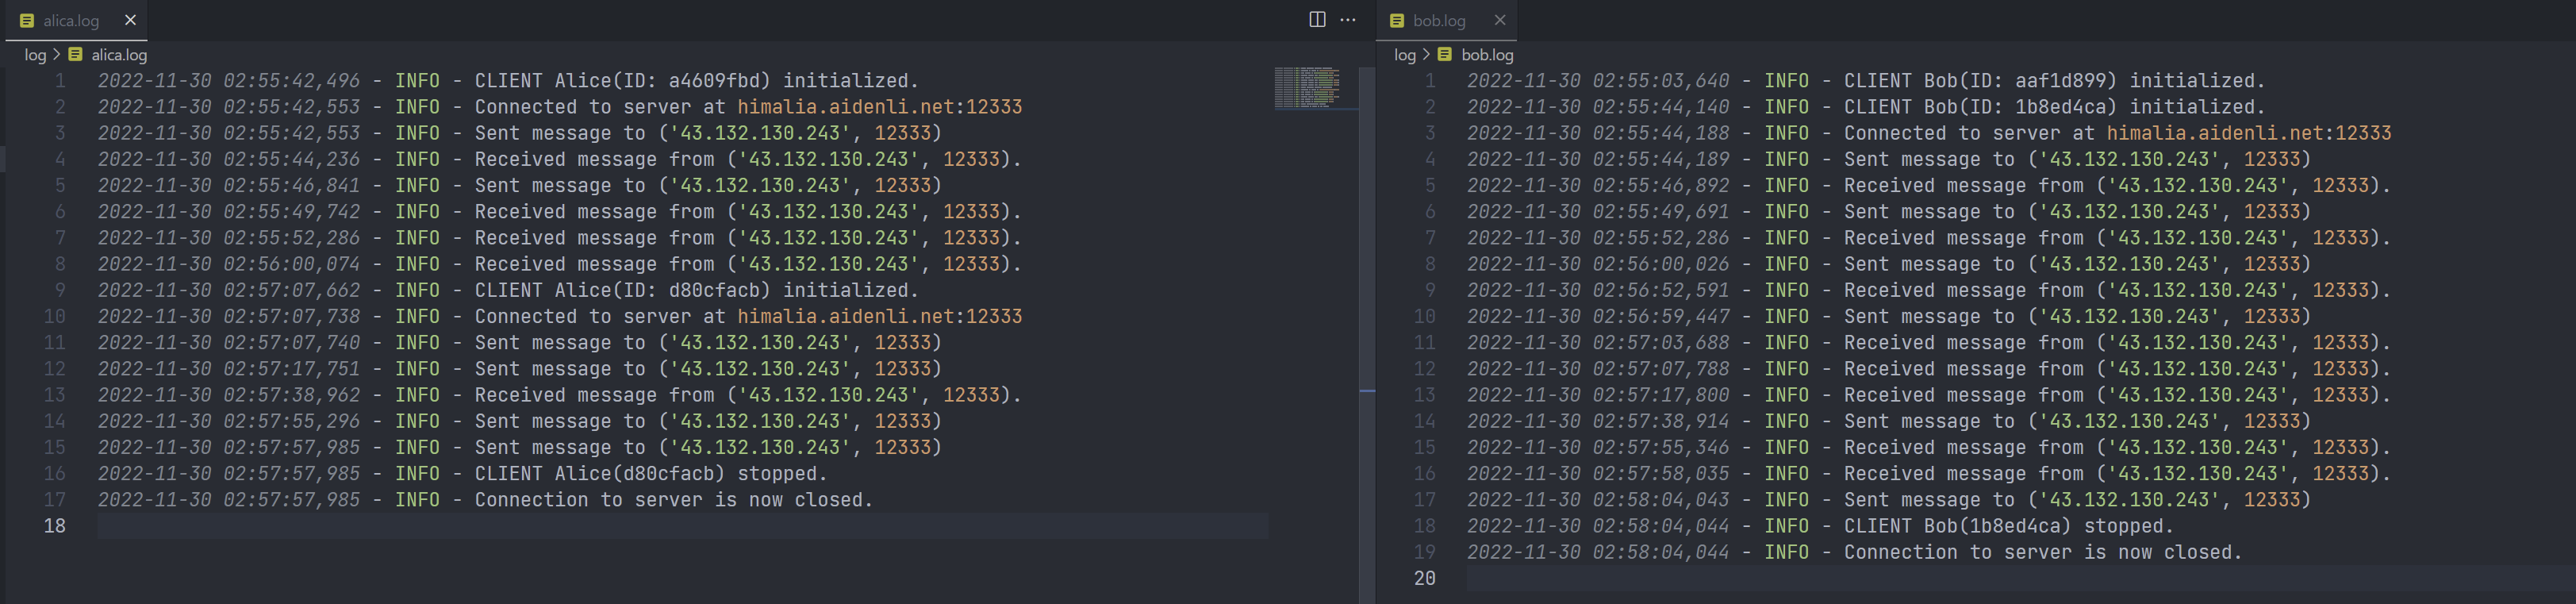 alica.log
log > alica.log
1 2022-11-30 02:55:42,496 - INFO - CLIENT Alice(ID: a4609fbd) initialized.
2 2022-11-30 02:55:42,553 - INFO - Connected to server at himalia.aidenli.net:12333
3 2022-11-30 02:55:42,553 - INFO - Sent message to ('43.132.130.243', 12333)
4 2022-11-30 02:55:44,236 - INFO - Received message from ('43.132.130.243', 12333).
5 2022-11-30 02:55:46,841 - INFO - Sent message to ('43.132.130.243', 12333)
6 2022-11-30 02:55:49,742 - INFO - Received message from ('43.132.130.243', 12333).
7 2022-11-30 02:55:52,286 - INFO - Received message from ('43.132.130.243', 12333).
8 2022-11-30 02:56:00,074 - INFO - Received message from ('43.132.130.243', 12333).
9 2022-11-30 02:57:07,662 - INFO - CLIENT Alice(ID: d80cfacb) initialized.
10 2022-11-30 02:57:07,738 - INFO - Connected to server at himalia.aidenli.net:12333
11 2022-11-30 02:57:07,740 - INFO - Sent message to ('43.132.130.243', 12333)
12 2022-11-30 02:57:17,751 - INFO - Sent message to ('43.132.130.243', 12333)
13 2022-11-30 02:57:38,962 - INFO - Received message from ('43.132.130.243', 12333).
14 2022-11-30 02:57:55,296 - INFO - Sent message to ('43.132.130.243', 12333)
15 2022-11-30 02:57:57,985 - INFO - Sent message to ('43.132.130.243', 12333)
16 2022-11-30 02:57:57,985 - INFO - CLIENT Alice(d80cfacb) stopped.
17 2022-11-30 02:57:57,985 - INFO - Connection to server is now closed.
18
bob.log
log > bob.log
1 2022-11-30 02:55:03,640 - INFO - CLIENT Bob(ID: aaf1d899) initialized.
2 2022-11-30 02:55:44,140 - INFO - CLIENT Bob(ID: 1b8ed4ca) initialized.
3 2022-11-30 02:55:44,188 - INFO - Connected to server at himalia.aidenli.net:12333
4 2022-11-30 02:55:44,189 - INFO - Sent message to ('43.132.130.243', 12333)
5 2022-11-30 02:55:46,892 - INFO - Received message from ('43.132.130.243', 12333).
6 2022-11-30 02:55:49,691 - INFO - Sent message to ('43.132.130.243', 12333)
7 2022-11-30 02:55:52,286 - INFO - Received message from ('43.132.130.243', 12333).
8 2022-11-30 02:56:00,026 - INFO - Sent message to ('43.132.130.243', 12333)
9 2022-11-30 02:56:52,591 - INFO - Received message from ('43.132.130.243', 12333).
10 2022-11-30 02:56:59,447 - INFO - Sent message to ('43.132.130.243', 12333)
11 2022-11-30 02:57:03,688 - INFO - Received message from ('43.132.130.243', 12333).
12 2022-11-30 02:57:07,788 - INFO - Received message from ('43.132.130.243', 12333).
13 2022-11-30 02:57:17,800 - INFO - Received message from ('43.132.130.243', 12333).
14 2022-11-30 02:57:38,914 - INFO - Sent message to ('43.132.130.243', 12333)
15 2022-11-30 02:57:55,346 - INFO - Received message from ('43.132.130.243', 12333).
16 2022-11-30 02:57:58,035 - INFO - Received message from ('43.132.130.243', 12333).
17 2022-11-30 02:58:04,043 - INFO - Sent message to ('43.132.130.243', 12333)
18 2022-11-30 02:58:04,044 - INFO - CLIENT Bob(1b8ed4ca) stopped.
19 2022-11-30 02:58:04,044 - INFO - Connection to server is now closed.
20